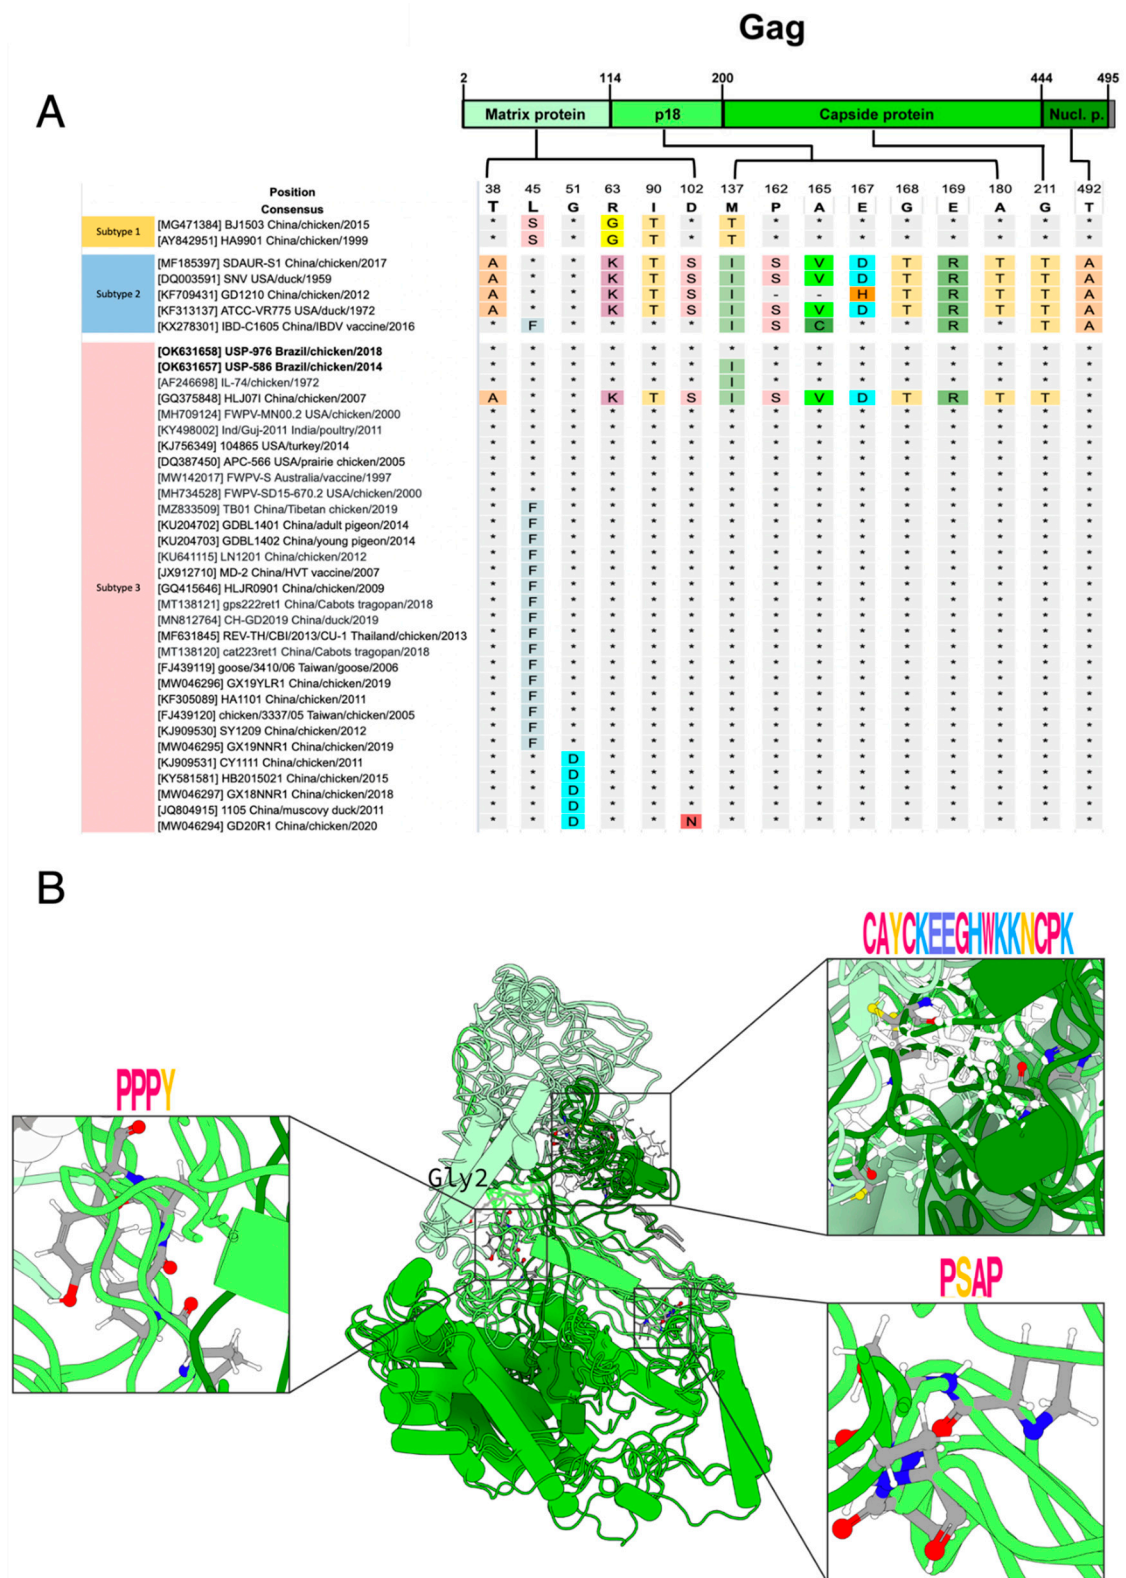 Gag
A
2 114 200 444 495
Matrix protein p18 Capside protein Nucl. p.
Position 38 45 51 63 90 102 137 162 165 167 168 169 180 211 492
Consensus T L G R I D M P A E G E A G T
Subtype 1
[MG471384] BJ1503 China/chicken/2015 * S * G T * T * * * * * * * *
[AY842951] HA9901 China/chicken/1999 * S * G T * T * * * * * * * *
Subtype 2
[MF185397] SDAUR-S1 China/chicken/2017 A * * K T S I S V D T R T T A
[DQ003591] SNV USA/duck/1959 A * * K T S I S V D T R T T A
[KF709431] GD1210 China/chicken/2012 A * * K T S I - - H T R T T A
[KF313137] ATCC-VR775 USA/duck/1972 A * * K T S I S V D T R T T A
[KX278301] IBD-C1605 China/IBDV vaccine/2016 * F * * * * I S C * * R * T A
Subtype 3
[OK631658] USP-976 Brazil/chicken/2018 * * * * * * * * * * * * * * *
[OK631657] USP-586 Brazil/chicken/2014 * * * * * * I * * * * * * * *
[AF246698] IL-74/chicken/1972 * * * * * * I * * * * * * * *
[GQ375848] HLJ07I China/chicken/2007 A * * K T S I S V D T R T T *
[MH709124] FWPV-MN00.2 USA/chicken/2000 * * * * * * * * * * * * * * *
[KY498002] Ind/Guj-2011 India/poultry/2011 * * * * * * * * * * * * * * *
[KJ756349] 104865 USA/turkey/2014 * * * * * * * * * * * * * * *
[DQ387450] APC-566 USA/prairie chicken/2005 * * * * * * * * * * * * * * *
[MW142017] FWPV-S Australia/vaccine/1997 * * * * * * * * * * * * * * *
[MH734528] FWPV-SD15-670.2 USA/chicken/2000 * * * * * * * * * * * * * * *
[MZ833509] TB01 China/Tibetan chicken/2019 * F * * * * * * * * * * * * *
[KU204702] GDBL1401 China/adult pigeon/2014 * F * * * * * * * * * * * * *
[KU204703] GDBL1402 China/young pigeon/2014 * F * * * * * * * * * * * * *
[KU641115] LN1201 China/chicken/2012 * F * * * * * * * * * * * * *
[JX912710] MD-2 China/HVT vaccine/2007 * F * * * * * * * * * * * * *
[GQ415646] HLJR0901 China/chicken/2009 * F * * * * * * * * * * * * *
[MT138121] gps222ret1 China/Cabots tragopan/2018 * F * * * * * * * * * * * * *
[MN812764] CH-GD2019 China/duck/2019 * F * * * * * * * * * * * * *
[MF631845] REV-TH/CBI/2013/CU-1 Thailand/chicken/2013 * F * * * * * * * * * * * * *
[MT138120] cat223ret1 China/Cabots tragopan/2018 * F * * * * * * * * * * * * *
[FJ439119] goose/3410/06 Taiwan/goose/2006 * F * * * * * * * * * * * * *
[MW046296] GX19YLR1 China/chicken/2019 * F * * * * * * * * * * * * *
[KF305089] HA1101 China/chicken/2011 * F * * * * * * * * * * * * *
[FJ439120] chicken/3337/05 Taiwan/chicken/2005 * F * * * * * * * * * * * * *
[KJ909530] SY1209 China/chicken/2012 * F * * * * * * * * * * * * *
[MW046295] GX19NNR1 China/chicken/2019 * F * * * * * * * * * * * * *
[KJ909531] CY1111 China/chicken/2011 * * D * * * * * * * * * * * *
[KY581581] HB2015021 China/chicken/2015 * * D * * * * * * * * * * * *
[MW046297] GX18NNR1 China/chicken/2018 * * D * * * * * * * * * * * *
[JQ804915] 1105 China/muscovy duck/2011 * * D * * * * * * * * * * * *
[MW046294] GD20R1 China/chicken/2020 * * D * * N * * * * * * * * *
B
CAYCKEEGHWKKNCPK
PPPY
Gly2
PSAP